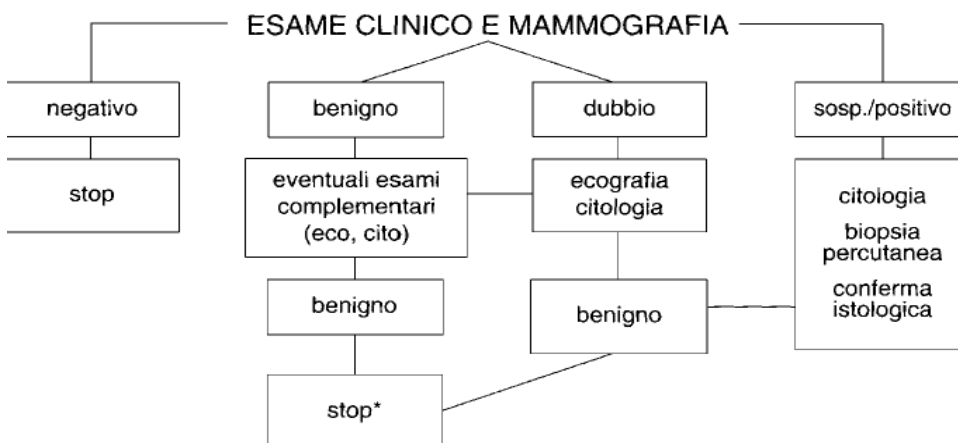 ESAME CLINICO E MAMMOGRAFIA
negativo
benigno
dubbio
sosp./positivo
stop
eventuali esami
complementari
(eco, cito)
ecografia
citologia
citologia
biopsia
percutanea
conferma
istologica
benigno
benigno
stop*